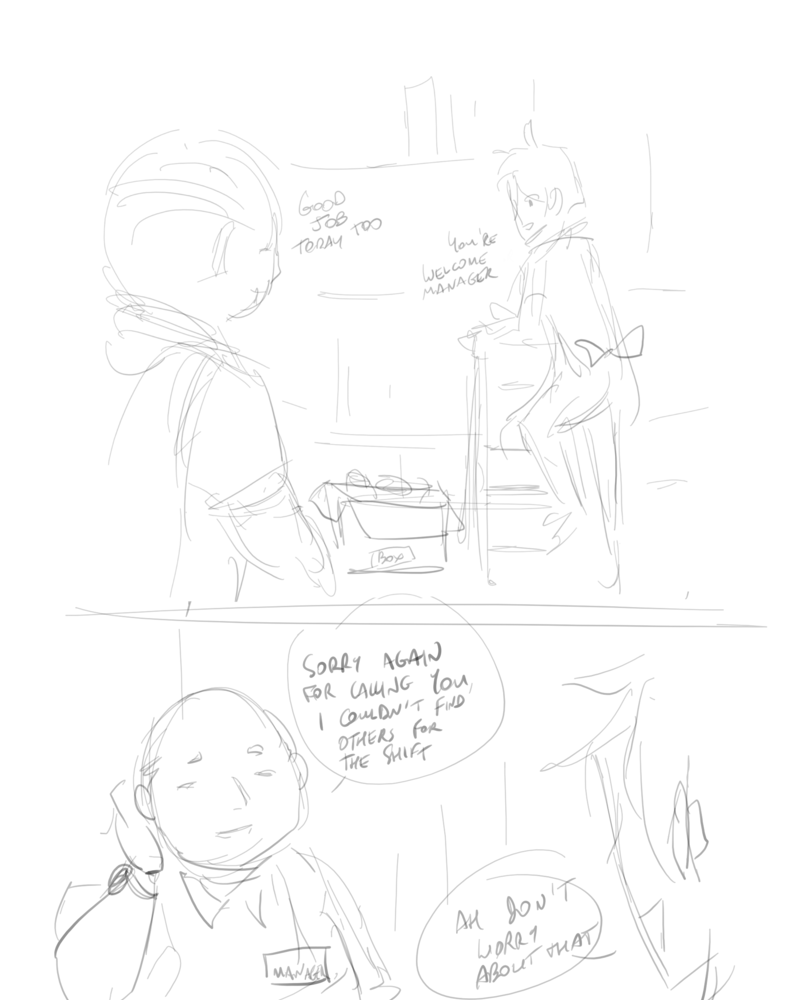 GOOD
JOB
TODAY TOO
YOU'RE
WELCOME
MANAGER
BOX
SORRY AGAIN
FOR CALLING YOU,
I COULDN'T FIND
OTHERS FOR
THE SHIFT
MANAGER
AH DON'T
WORRY
ABOUT THAT